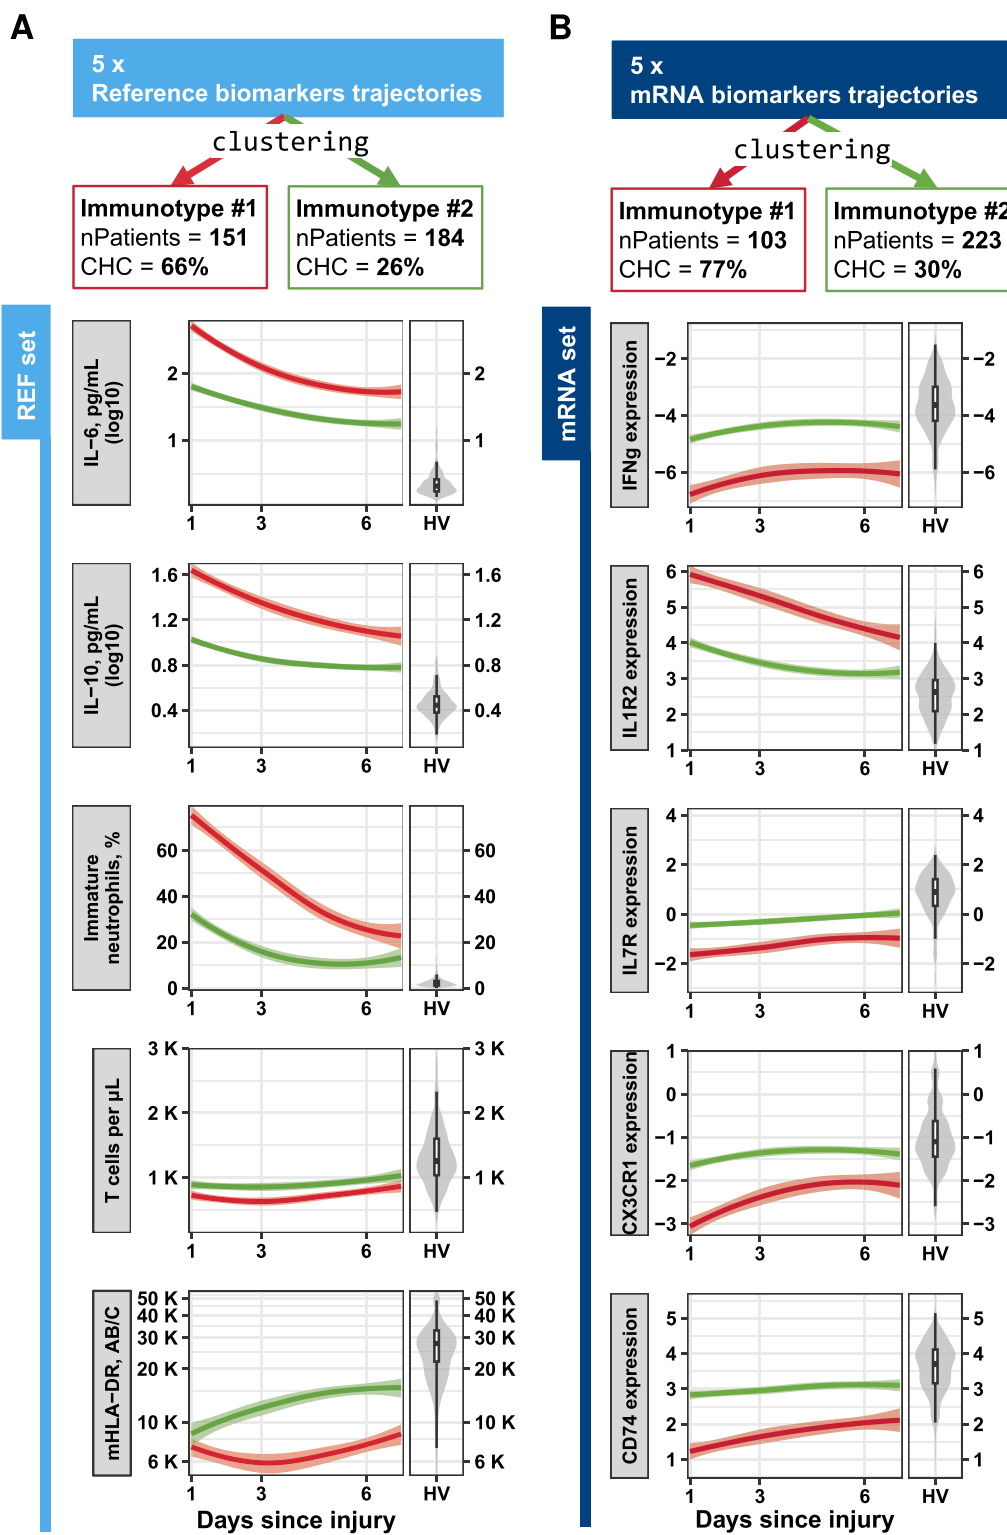 A
5 x
Reference biomarkers trajectories
clustering
Immunotype #1
nPatients = 151
CHC = 66%
Immunotype #2
nPatients = 184
CHC = 26%
REF set
IL−6, pg/mL
(log10)
2
1
2
1
1
3
6
HV
IL−10, pg/mL
(log10)
1.6
1.2
0.8
0.4
1.6
1.2
0.8
0.4
1
3
6
HV
Immature
neutrophils, %
60
40
20
0
60
40
20
0
1
3
6
HV
T cells per µL
3 K
2 K
1 K
3 K
2 K
1 K
1
3
6
HV
mHLA−DR, AB/C
50 K
40 K
30 K
20 K
10 K
6 K
50 K
40 K
30 K
20 K
10 K
6 K
1
3
6
HV
Days since injury
B
5 x
mRNA biomarkers trajectories
clustering
Immunotype #1
nPatients = 103
CHC = 77%
Immunotype #2
nPatients = 223
CHC = 30%
mRNA set
IFNg expression
−2
−4
−6
−2
−4
−6
1
3
6
HV
IL1R2 expression
6
5
4
3
2
1
6
5
4
3
2
1
1
3
6
HV
IL7R expression
4
2
0
−2
4
2
0
−2
1
3
6
HV
CX3CR1 expression
1
0
−1
−2
−3
1
0
−1
−2
−3
1
3
6
HV
CD74 expression
5
4
3
2
1
5
4
3
2
1
1
3
6
HV
Days since injury